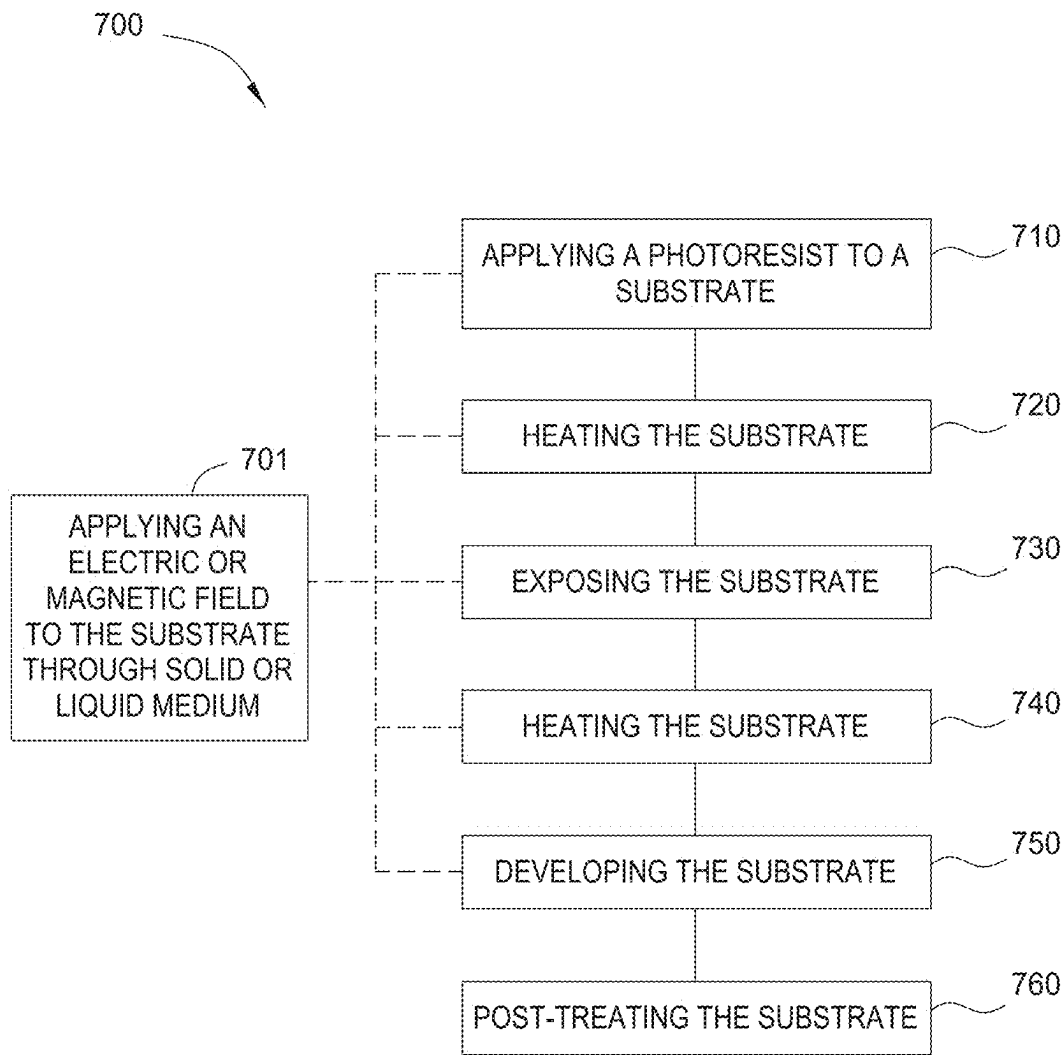 700
710
APPLYING A PHOTORESIST TO A
SUBSTRATE
720
HEATING THE SUBSTRATE
701
APPLYING AN
ELECTRIC OR
MAGNETIC FIELD
TO THE SUBSTRATE
THROUGH SOLID OR
LIQUID MEDIUM
730
EXPOSING THE SUBSTRATE
740
HEATING THE SUBSTRATE
750
DEVELOPING THE SUBSTRATE
760
POST-TREATING THE SUBSTRATE